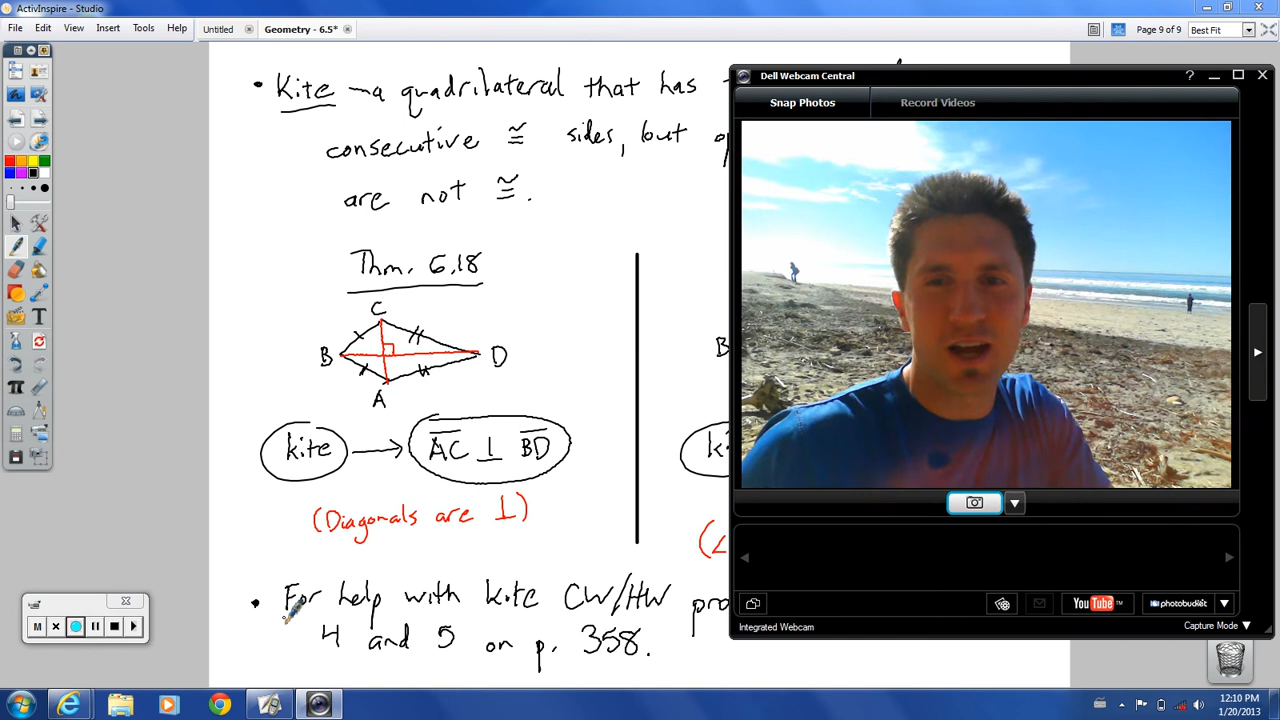 ActivInspire - Studio
File Edit View Insert Tools Help
Untitled
Geometry - 6.5*
Page 9 of 9
Best Fit
• Kite – a quadrilateral that has
consecutive ≅ sides, but
are not ≅.
Thm. 6.18
C
B
D
A
kite → AC ⊥ BD
(Diagonals are ⊥)
B
(∠
• For help with kite CW/HW
4 and 5 on p. 358.
Dell Webcam Central
Snap Photos
Record Videos
YouTube
photobucket
Integrated Webcam
Capture Mode
M
12:10 PM
1/20/2013